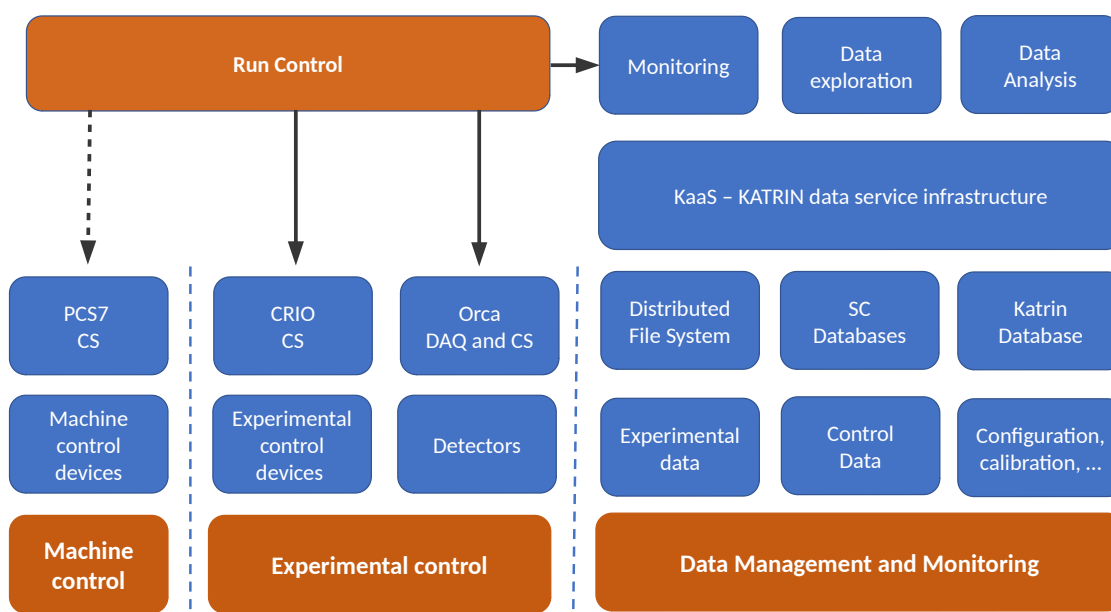 Run Control
Monitoring
Data
exploration
Data
Analysis
KaaS – KATRIN data service infrastructure
PCS7
CS
CRIO
CS
Orca
DAQ and CS
Distributed
File System
SC
Databases
Katrin
Database
Machine
control
devices
Experimental
control
devices
Detectors
Experimental
data
Control
Data
Configuration,
calibration, ...
Machine
control
Experimental control
Data Management and Monitoring